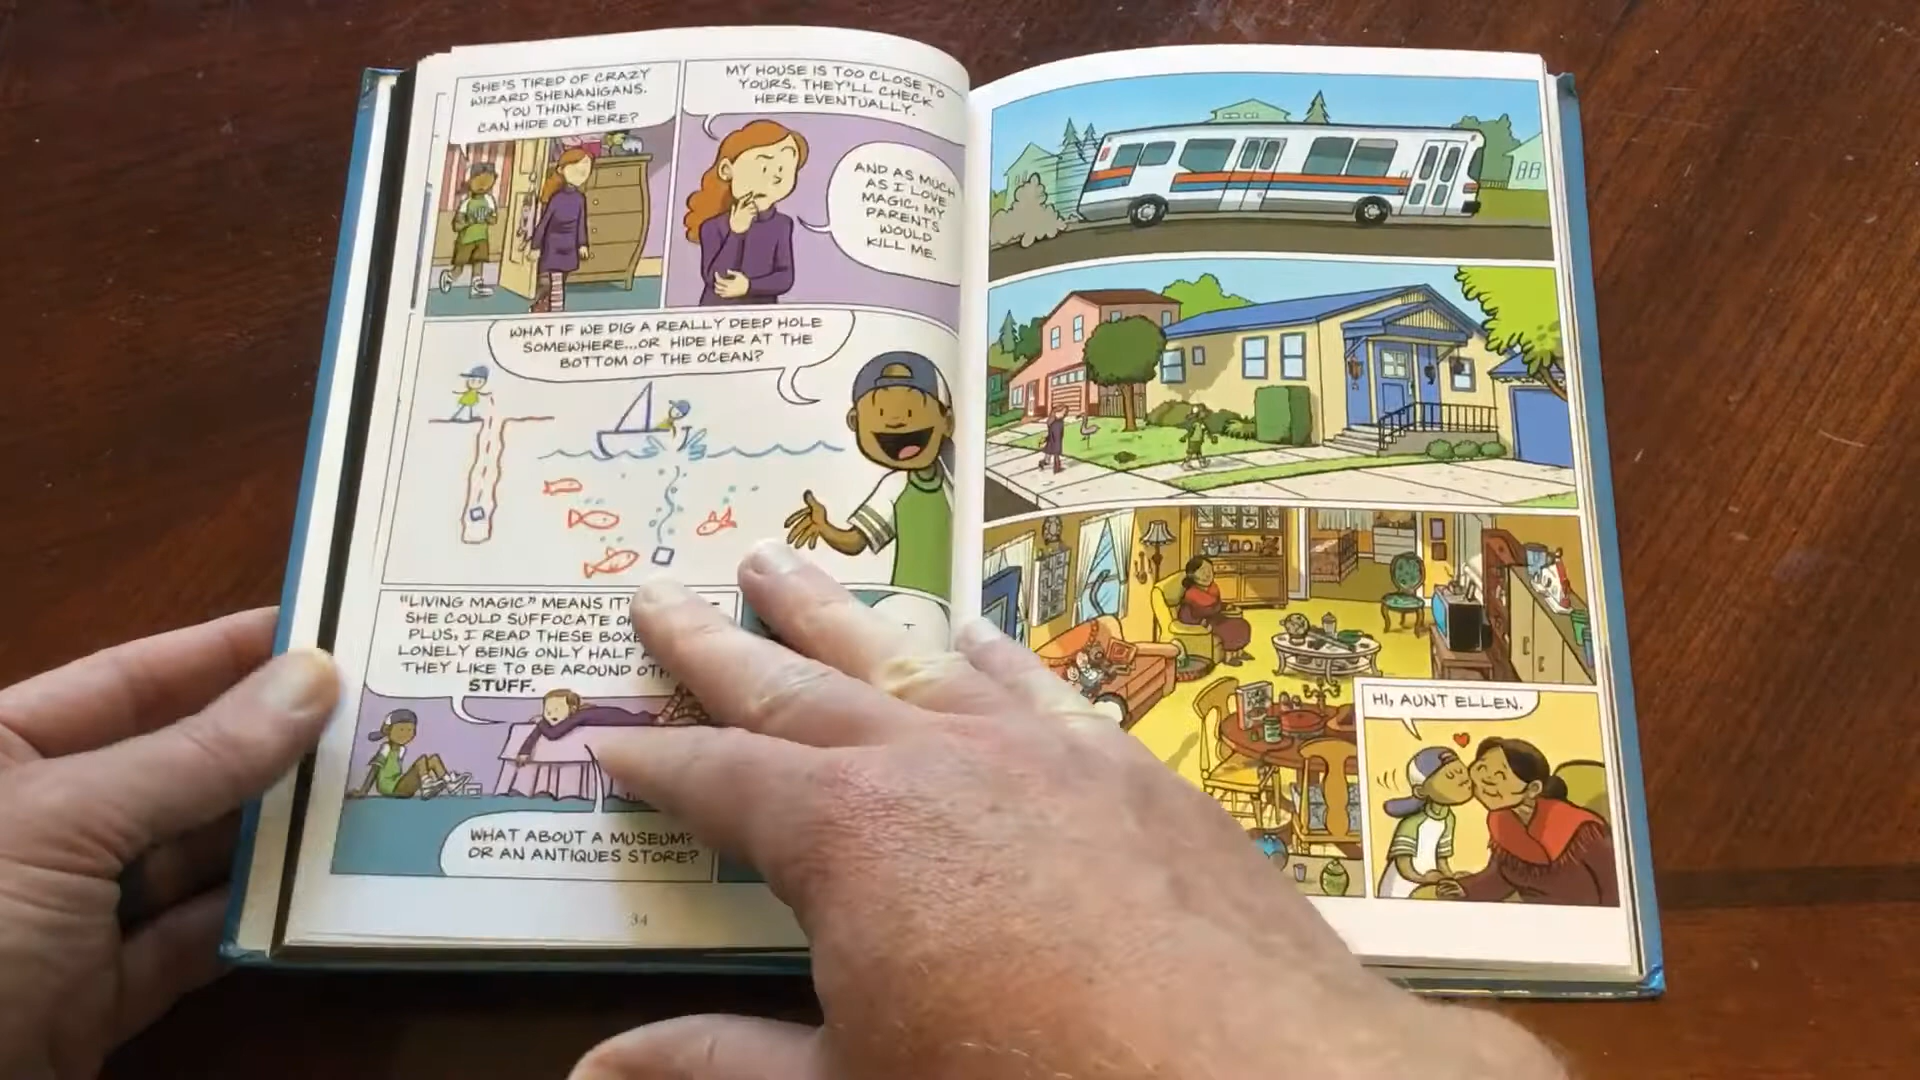 SHE'S TIRED OF CRAZY
WIZARD SHENANIGANS.
YOU THINK SHE
CAN HIDE OUT HERE?
MY HOUSE IS TOO CLOSE TO
YOURS. THEY'LL CHECK
HERE EVENTUALLY.
AND AS MUCH
AS I LOVE
MAGIC, MY
PARENTS
WOULD
KILL ME.
WHAT IF WE DIG A REALLY DEEP HOLE
SOMEWHERE...OR HIDE HER AT THE
BOTTOM OF THE OCEAN?
"LIVING MAGIC" MEANS IT'
SHE COULD SUFFOCATE
PLUS, I READ THESE
LONELY BEING ONLY HALF
THEY LIKE TO BE AROUND
STUFF.
WHAT ABOUT A MUSEUM?
OR AN ANTIQUES STORE?
I
34
HI, AUNT ELLEN.